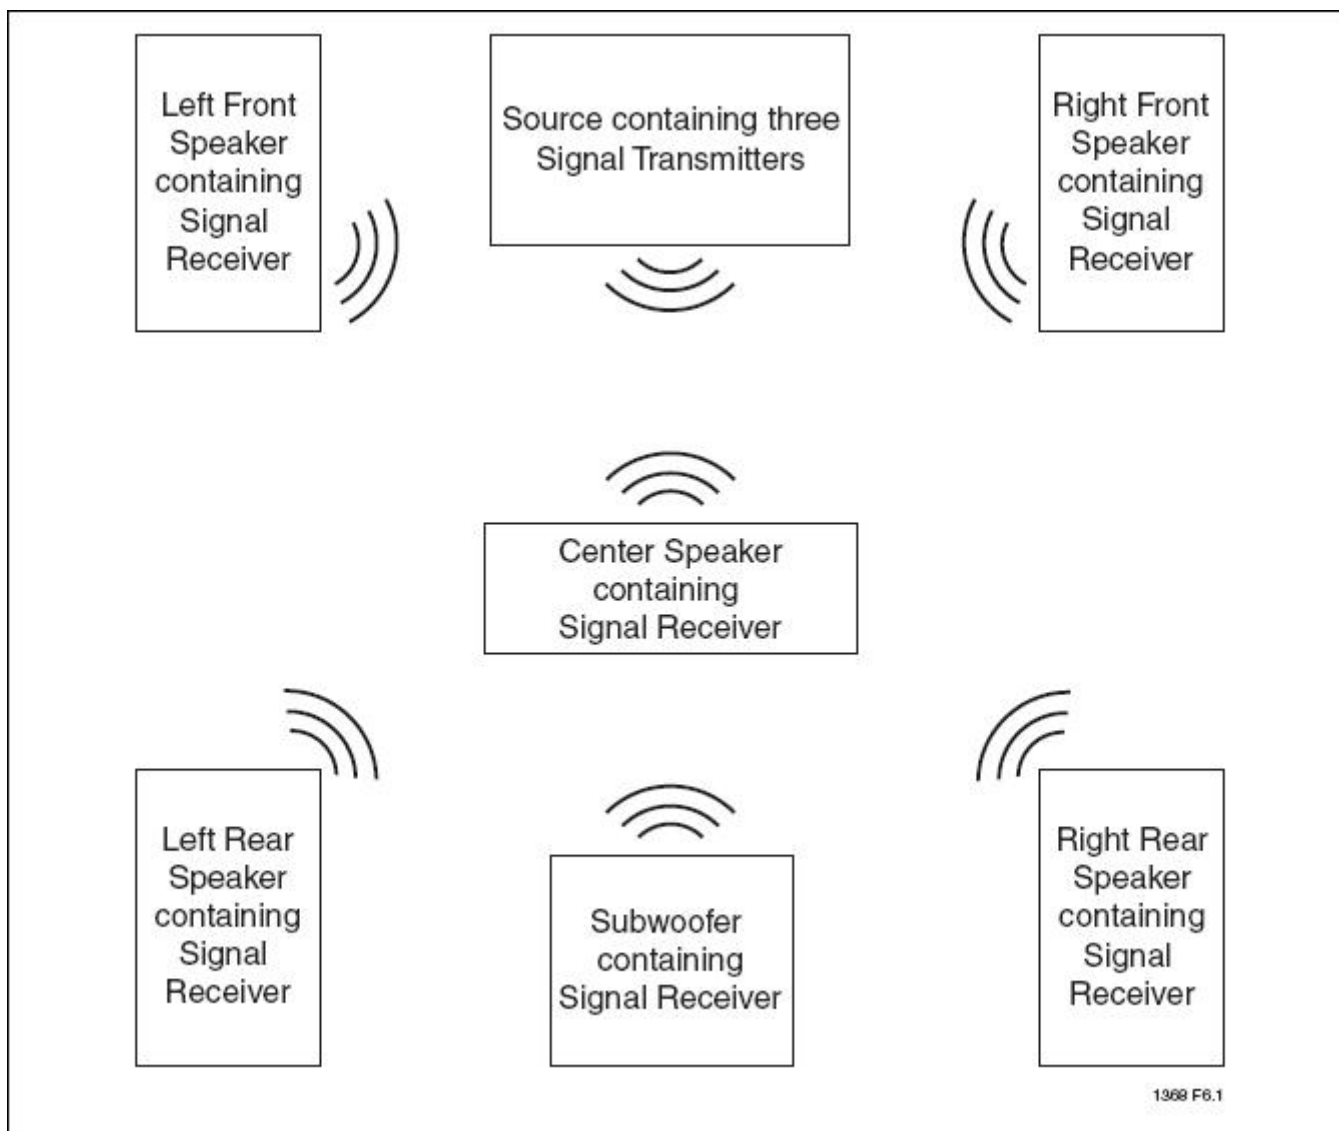 Left Front
Speaker
containing
Signal
Receiver
Source containing three
Signal Transmitters
Right Front
Speaker
containing
Signal
Receiver
Center Speaker
containing
Signal Receiver
Left Rear
Speaker
containing
Signal
Receiver
Subwoofer
containing
Signal Receiver
Right Rear
Speaker
containing
Signal
Receiver
1368 F6.1